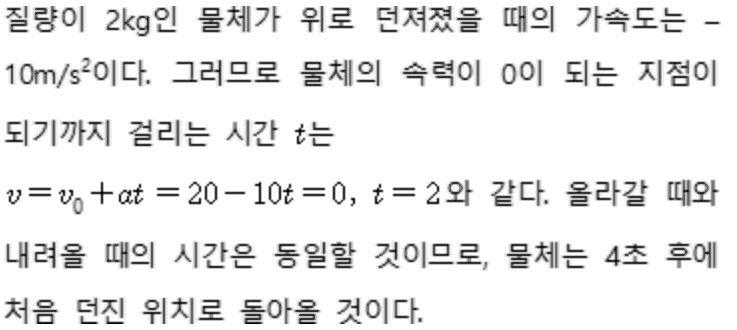 질량이 2kg인 물체가 위로 던져졌을 때의 가속도는 –
10m/s²이다. 그러므로 물체의 속력이 0이 되는 지점이
되기까지 걸리는 시간 t는
v=v₀+at =20−10t=0, t=2와 같다. 올라갈 때와
내려올 때의 시간은 동일할 것이므로, 물체는 4초 후에
처음 던진 위치로 돌아올 것이다.